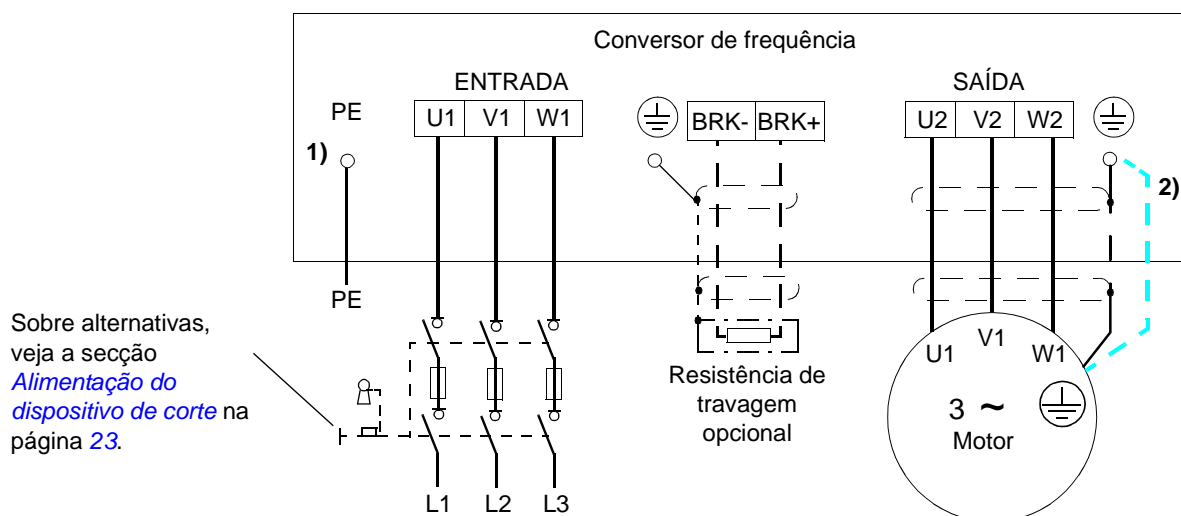 Conversor de frequência
ENTRADA
SAÍDA
PE
U1 V1 W1
BRK- BRK+
U2 V2 W2
1)
2)
PE
Sobre alternativas,
veja a secção
Alimentação do
dispositivo de corte na
página 23.
U1 V1 W1
Resistência de
travagem
opcional
3 ~
Motor
L1 L2 L3